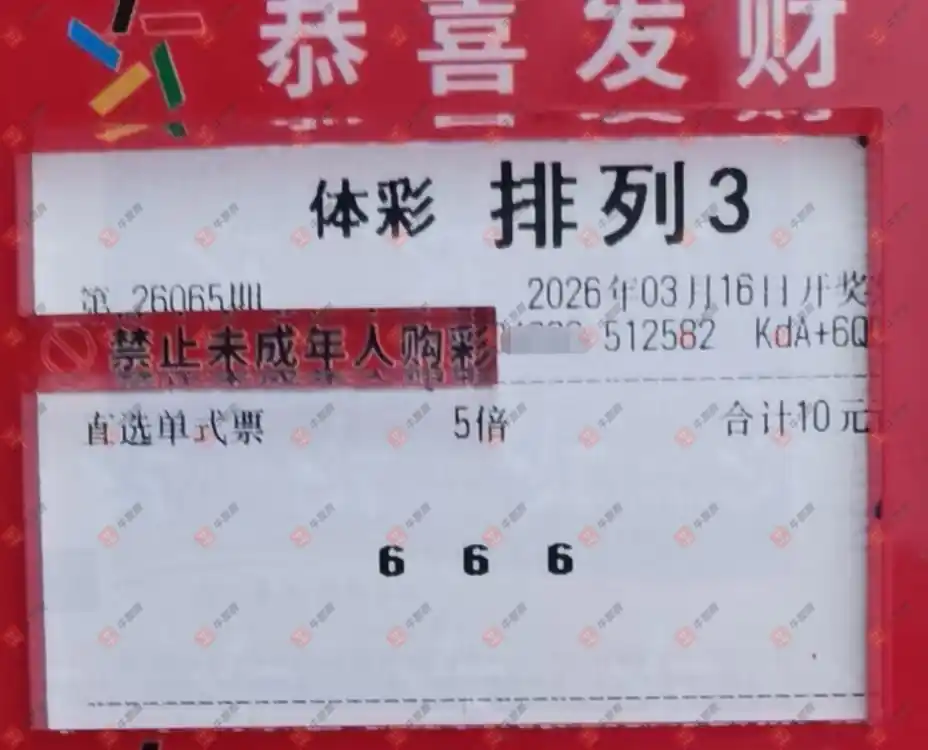 恭喜发财
体彩 排列3
第 26065期
2026年03月16日开奖
512582 KdA+6Q
禁止未成年人购彩
直选单式票 5倍 合计10元
6 6 6